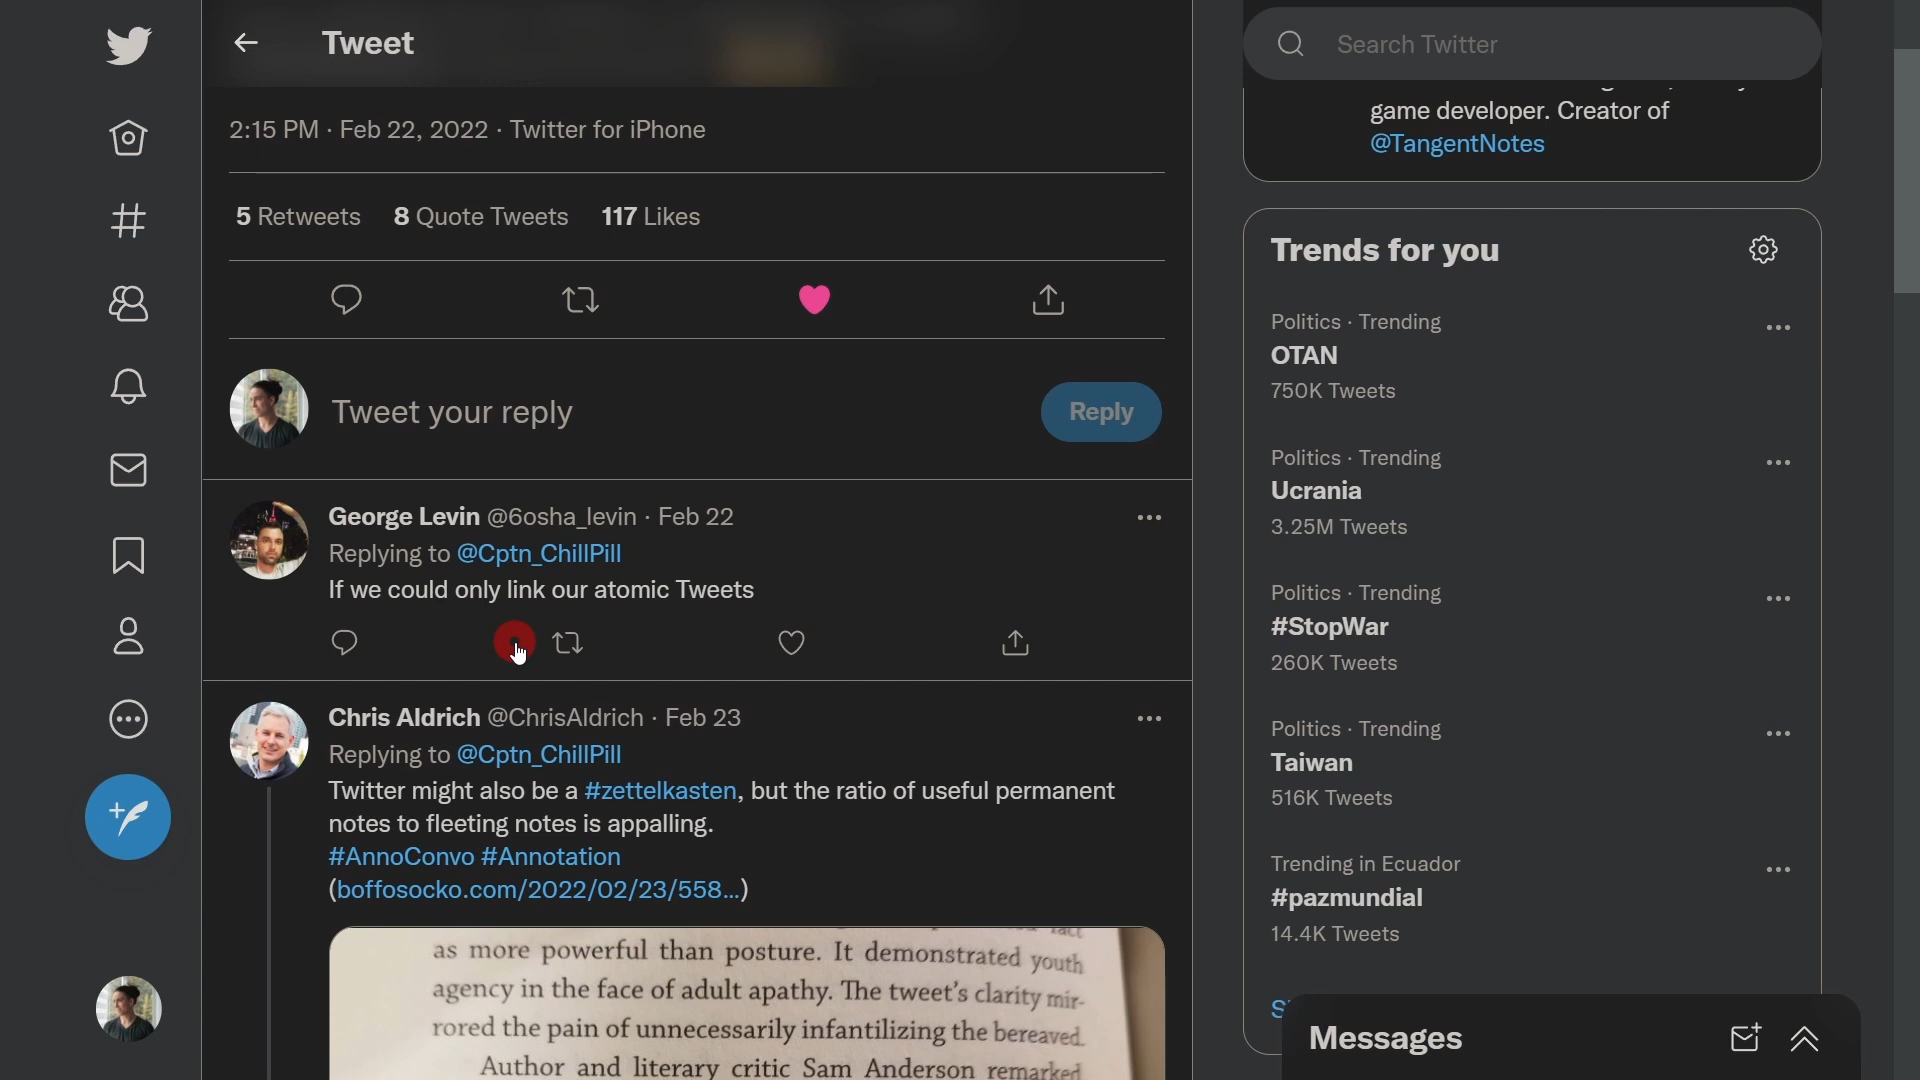 Tweet
2:15 PM · Feb 22, 2022 · Twitter for iPhone
5 Retweets 8 Quote Tweets 117 Likes
Tweet your reply
Reply
George Levin @6osha_levin · Feb 22
Replying to @Cptn_ChillPill
If we could only link our atomic Tweets
Chris Aldrich @ChrisAldrich · Feb 23
Replying to @Cptn_ChillPill
Twitter might also be a #zettelkasten, but the ratio of useful permanent
notes to fleeting notes is appalling.
#AnnoConvo #Annotation
(boffosocko.com/2022/02/23/558...)
as more powerful than posture. It demonstrated youth
agency in the face of adult apathy. The tweet's clarity mir-
rored the pain of unnecessarily infantilizing the bereaved.
Author and literary critic Sam Anderson remarked
Search Twitter
game developer. Creator of
@TangentNotes
Trends for you
Politics · Trending
OTAN
750K Tweets
Politics · Trending
Ucrania
3.25M Tweets
Politics · Trending
#StopWar
260K Tweets
Politics · Trending
Taiwan
516K Tweets
Trending in Ecuador
#pazmundial
14.4K Tweets
Messages